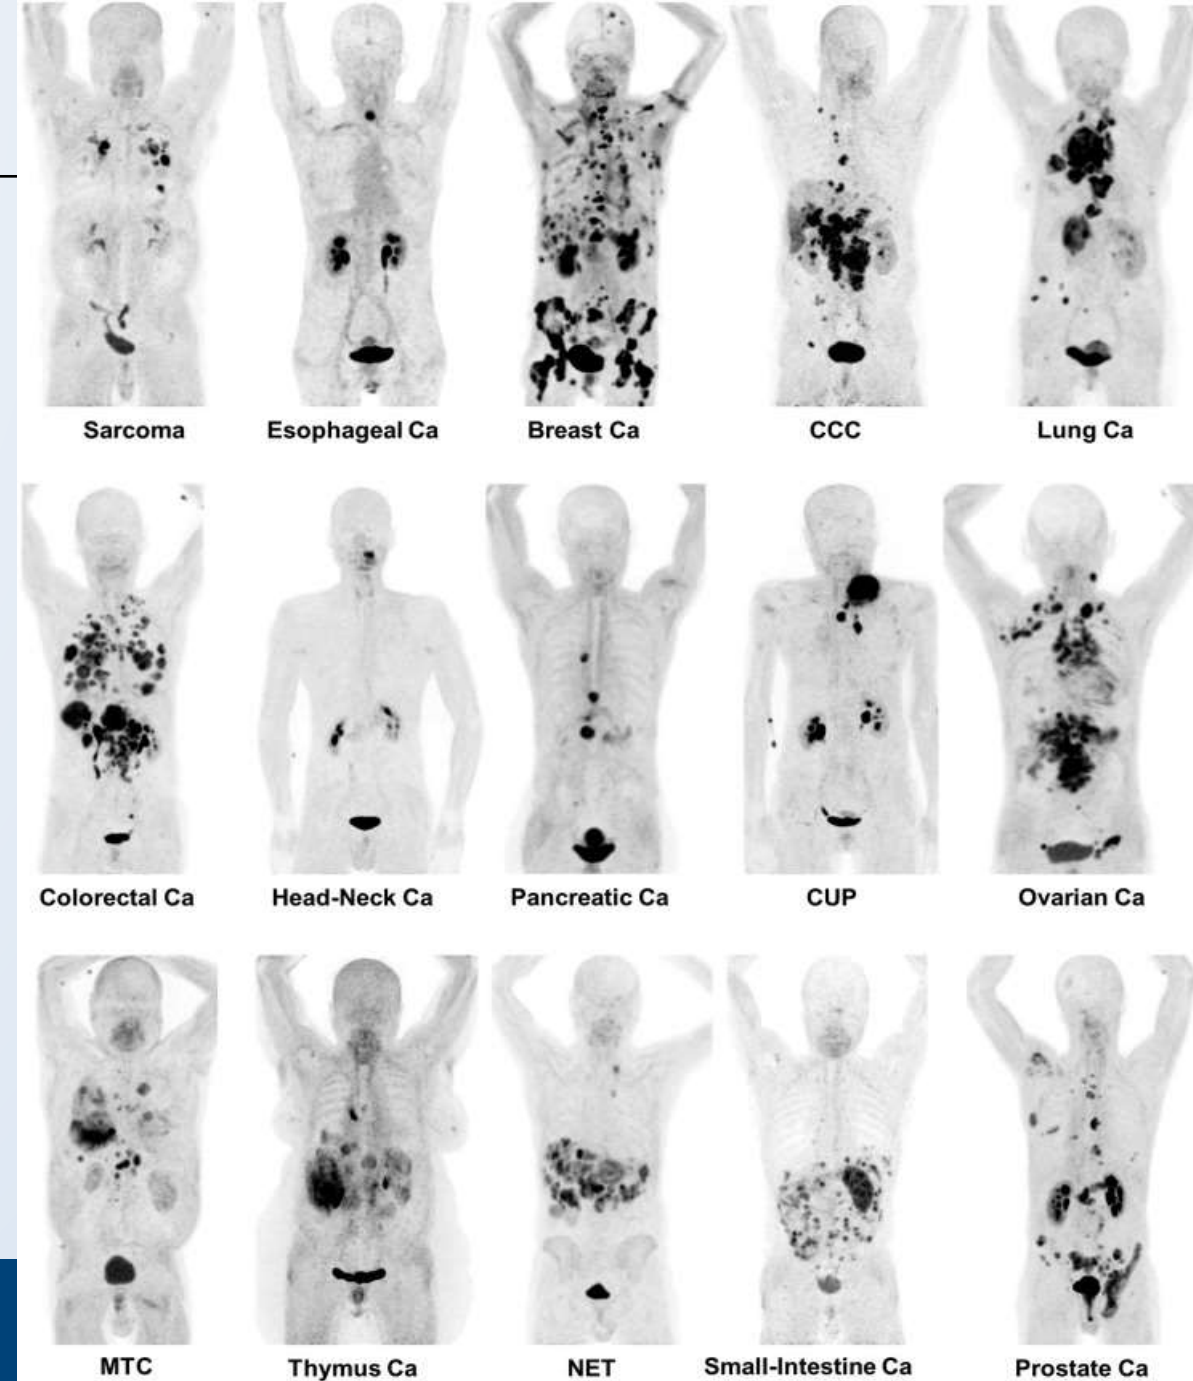 Sarcoma Esophageal Ca Breast Ca CCC Lung Ca
Colorectal Ca Head-Neck Ca Pancreatic Ca CUP Ovarian Ca
MTC Thymus Ca NET Small-Intestine Ca Prostate Ca